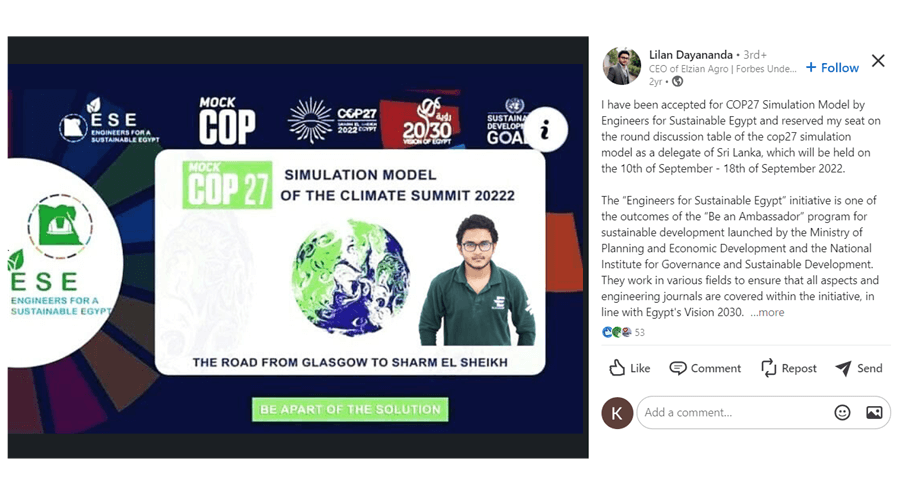 ESE
ENGINEERS FOR A
SUSTAINABLE EGYPT
MOCK
COP
COP27
SHARM EL SHEIKH
2022 EGYPT
رؤية
20/30
VISION OF EGYPT
SUSTAINA
DEVELOP
GOAL
i
MOCK
COP 27
SIMULATION MODEL
OF THE CLIMATE SUMMIT 20222
ESE
ENGINEERS FOR A
SUSTAINABLE EGYPT
THE ROAD FROM GLASGOW TO SHARM EL SHEIKH
BE APART OF THE SOLUTION
Lilan Dayananda • 3rd+
CEO of Elzian Agro | Forbes Unde...
2yr •
+ Follow
I have been accepted for COP27 Simulation Model by
Engineers for Sustainable Egypt and reserved my seat on
the round discussion table of the cop27 simulation
model as a delegate of Sri Lanka, which will be held on
the 10th of September - 18th of September 2022.
The “Engineers for Sustainable Egypt” initiative is one of
the outcomes of the “Be an Ambassador” program for
sustainable development launched by the Ministry of
Planning and Economic Development and the National
Institute for Governance and Sustainable Development.
They work in various fields to ensure that all aspects and
engineering journals are covered within the initiative, in
line with Egypt's Vision 2030. ...more
53
Like
Comment
Repost
Send
K
Add a comment...